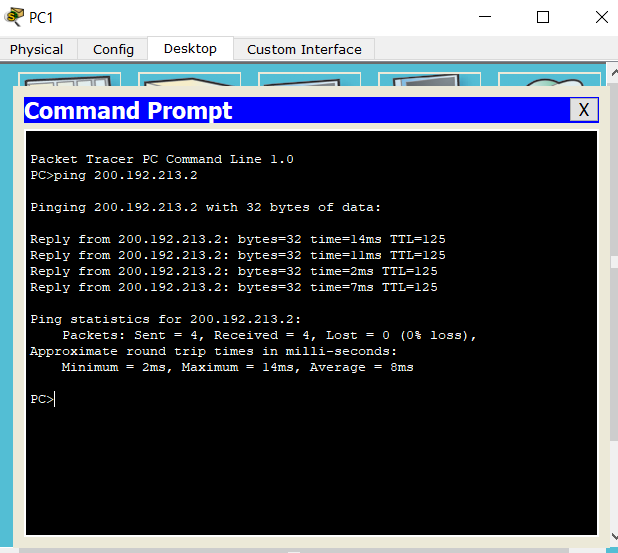 PC1
Physical Config Desktop Custom Interface
Command Prompt X
Packet Tracer PC Command Line 1.0
PC>ping 200.192.213.2
Pinging 200.192.213.2 with 32 bytes of data:
Reply from 200.192.213.2: bytes=32 time=14ms TTL=125
Reply from 200.192.213.2: bytes=32 time=11ms TTL=125
Reply from 200.192.213.2: bytes=32 time=2ms TTL=125
Reply from 200.192.213.2: bytes=32 time=7ms TTL=125
Ping statistics for 200.192.213.2:
Packets: Sent = 4, Received = 4, Lost = 0 (0% loss),
Approximate round trip times in milli-seconds:
Minimum = 2ms, Maximum = 14ms, Average = 8ms
PC>